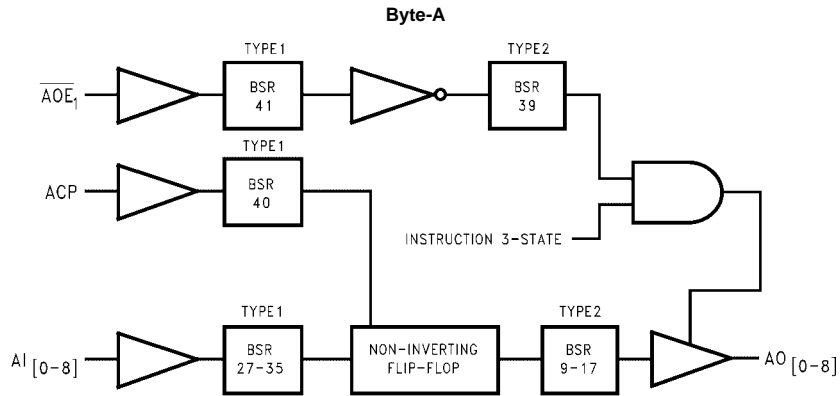 Byte-A
TYPE1
TYPE2
AOE1
BSR
41
BSR
39
TYPE1
ACP
BSR
40
INSTRUCTION 3-STATE
TYPE1
TYPE2
AI[0-8]
BSR
27-35
NON-INVERTING
FLIP-FLOP
BSR
9-17
AO[0-8]